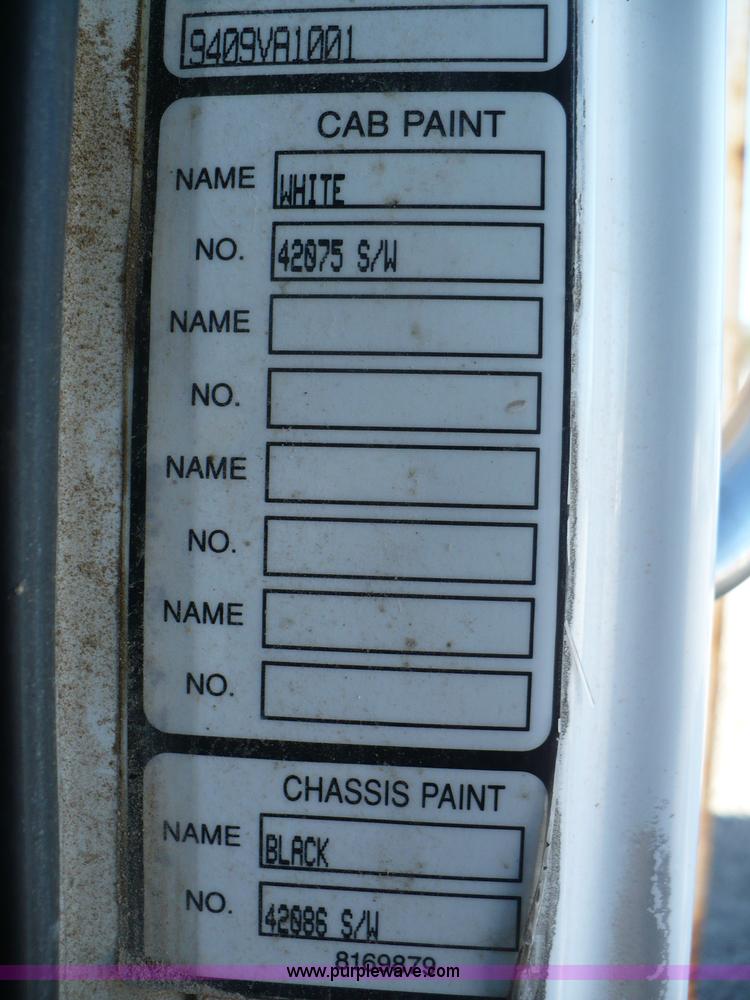 9409VA1001
CAB PAINT
NAME WHITE
NO. 42075 S/W
NAME
NO.
NAME
NO.
NAME
NO.
CHASSIS PAINT
NAME BLACK
NO. 42086 S/W
8169879
www.purplewave.com